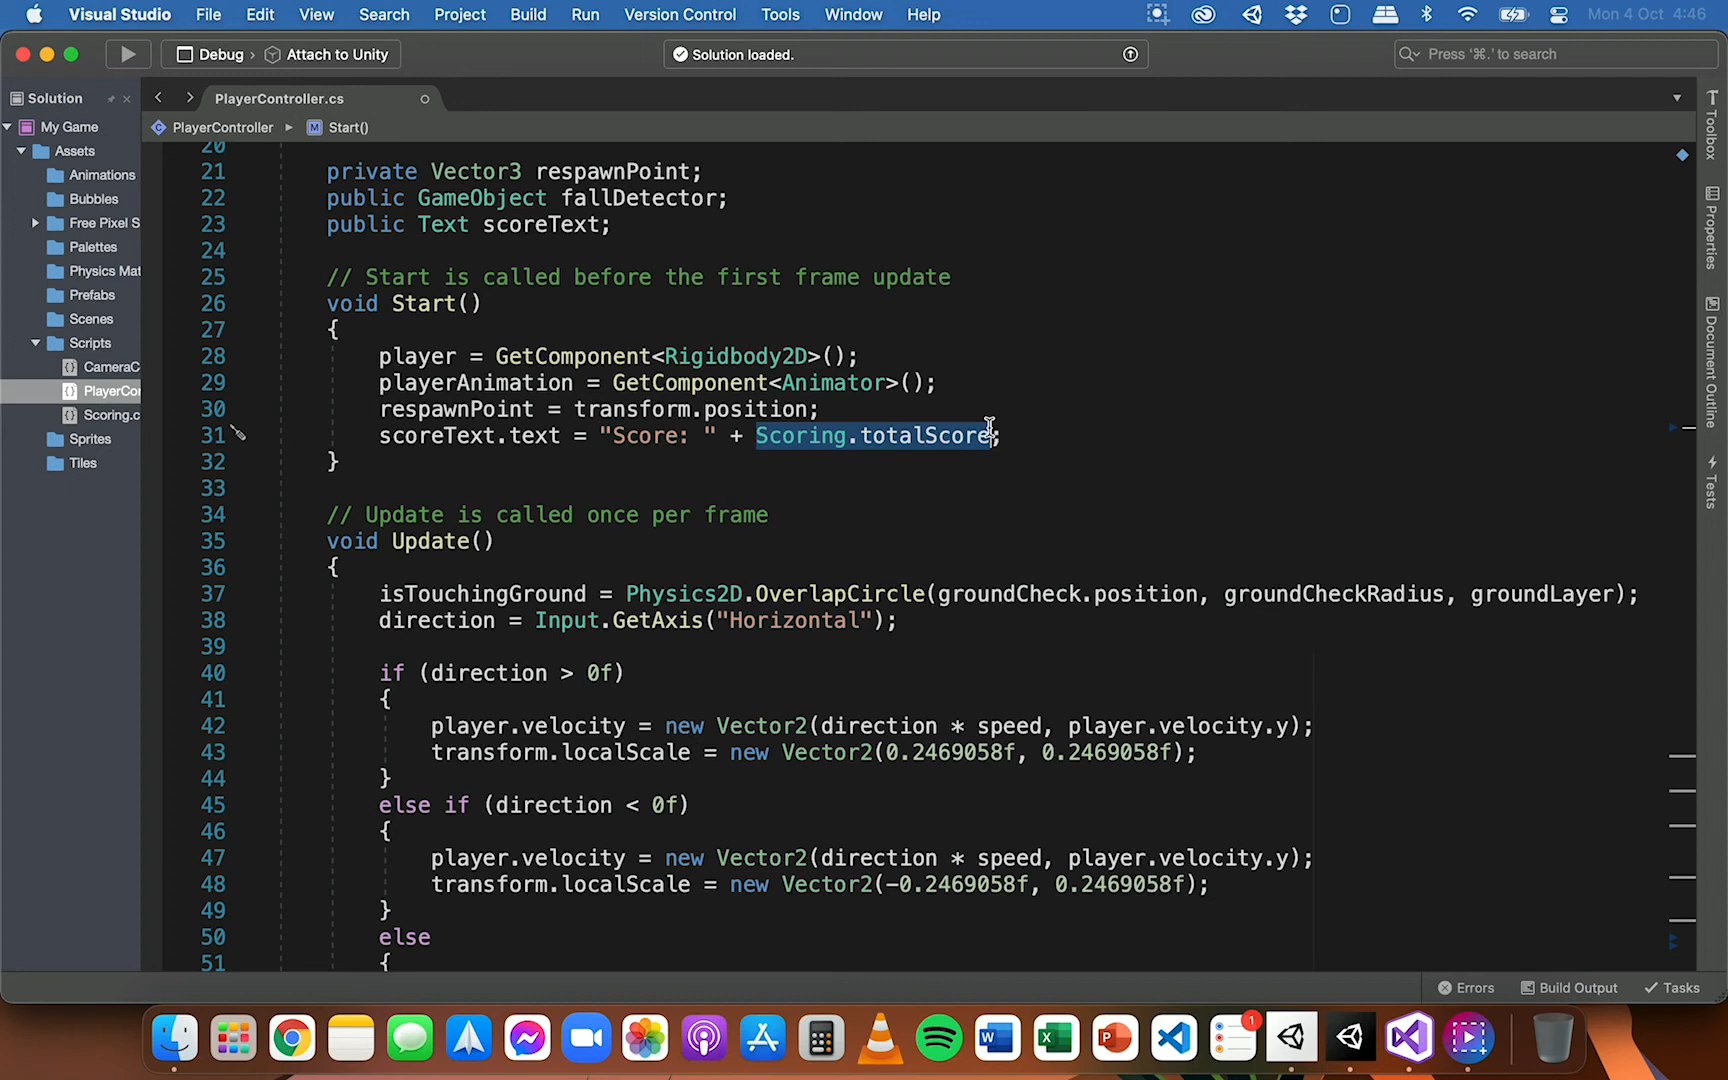 Visual Studio File Edit View Search Project Build Run Version Control Tools Window Help Mon 4 Oct 4:46
Debug › Attach to Unity
Solution loaded.
Press ‘⌘.’ to search
Solution
PlayerController.cs
PlayerController
Start()
My Game
Assets
Animations
Bubbles
Free Pixel S
Palettes
Physics Mat
Prefabs
Scenes
Scripts
CameraC
PlayerCor
Scoring.c
Sprites
Tiles
20
21 private Vector3 respawnPoint;
22 public GameObject fallDetector;
23 public Text scoreText;
24
25 // Start is called before the first frame update
26 void Start()
27 {
28 player = GetComponent<Rigidbody2D>();
29 playerAnimation = GetComponent<Animator>();
30 respawnPoint = transform.position;
31 scoreText.text = "Score: " + Scoring.totalScore;
32 }
33
34 // Update is called once per frame
35 void Update()
36 {
37 isTouchingGround = Physics2D.OverlapCircle(groundCheck.position, groundCheckRadius, groundLayer);
38 direction = Input.GetAxis("Horizontal");
39
40 if (direction > 0f)
41 {
42 player.velocity = new Vector2(direction * speed, player.velocity.y);
43 transform.localScale = new Vector2(0.2469058f, 0.2469058f);
44 }
45 else if (direction < 0f)
46 {
47 player.velocity = new Vector2(direction * speed, player.velocity.y);
48 transform.localScale = new Vector2(-0.2469058f, 0.2469058f);
49 }
50 else
51 {
Toolbox
Properties
Document Outline
Tests
Errors Build Output Tasks
1